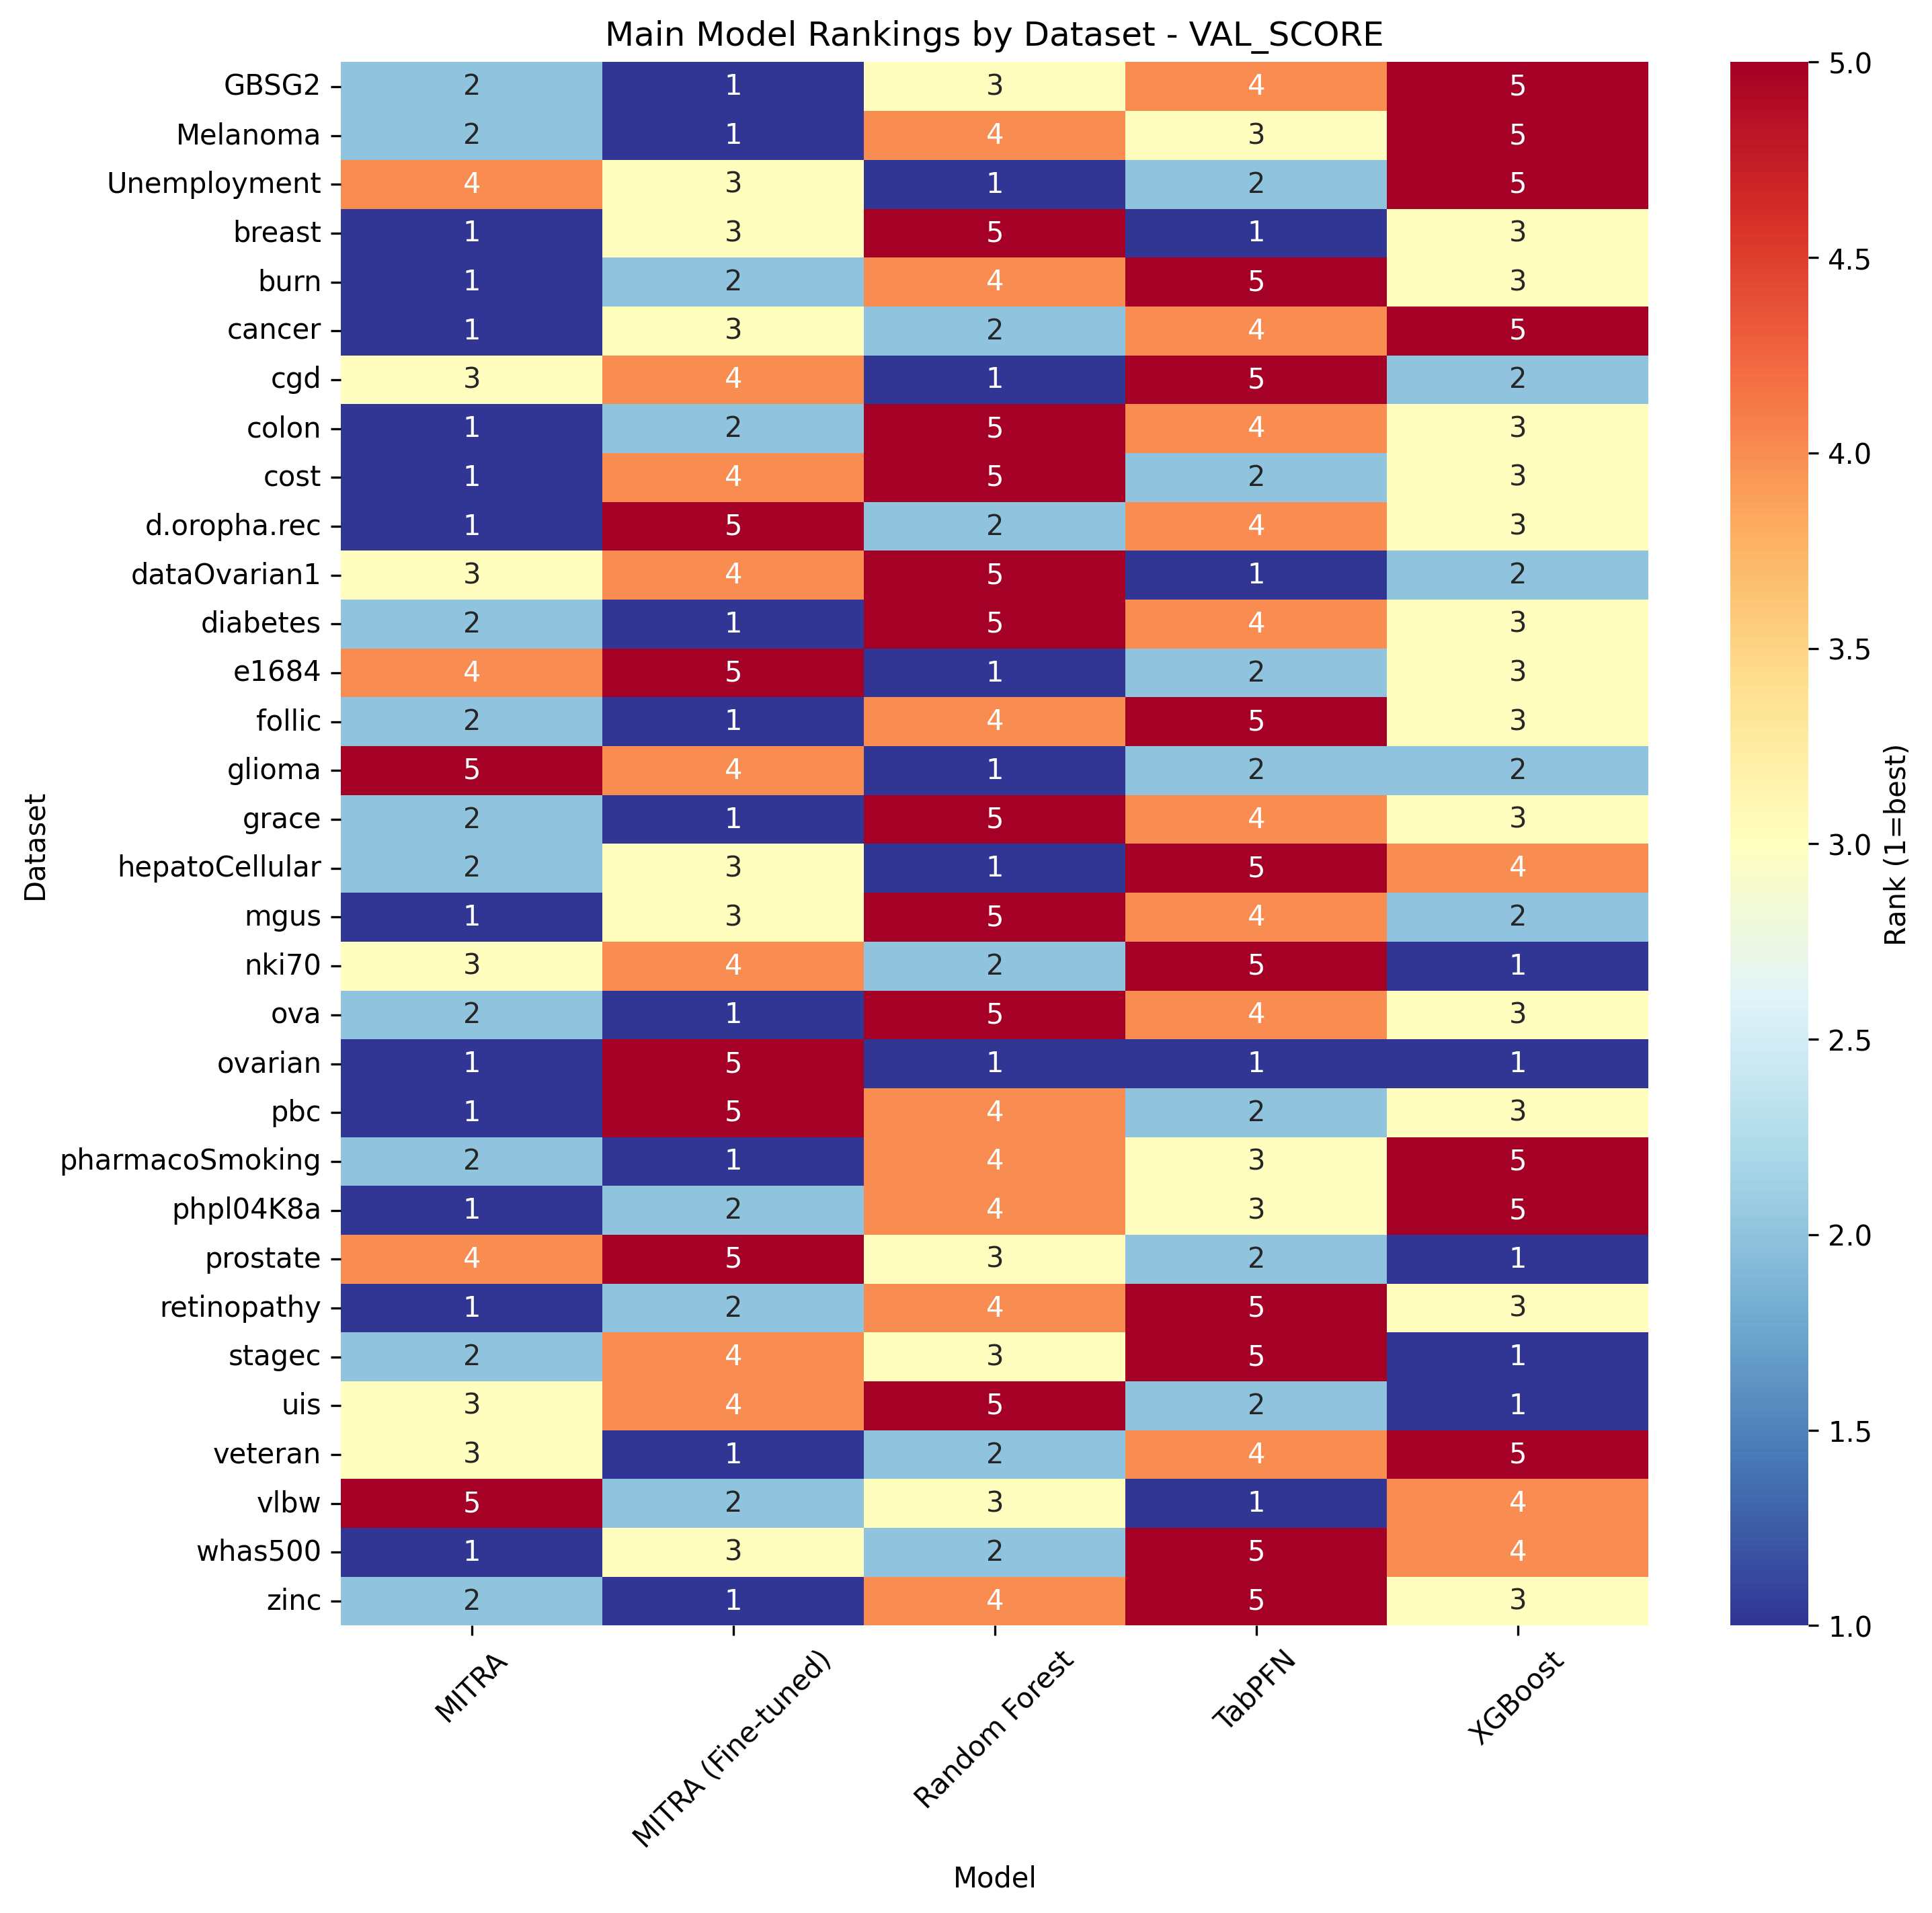 Main Model Rankings by Dataset - VAL_SCORE
GBSG2 2 1 3 4 5
Melanoma 2 1 4 3 5
Unemployment 4 3 1 2 5
breast 1 3 5 1 3
burn 1 2 4 5 3
cancer 1 3 2 4 5
cgd 3 4 1 5 2
colon 1 2 5 4 3
cost 1 4 5 2 3
d.oropha.rec 1 5 2 4 3
dataOvarian1 3 4 5 1 2
diabetes 2 1 5 4 3
e1684 4 5 1 2 3
follic 2 1 4 5 3
glioma 5 4 1 2 2
grace 2 1 5 4 3
hepatoCellular 2 3 1 5 4
mgus 1 3 5 4 2
nki70 3 4 2 5 1
ova 2 1 5 4 3
ovarian 1 5 1 1 1
pbc 1 5 4 2 3
pharmacoSmoking 2 1 4 3 5
phpl04K8a 1 2 4 3 5
prostate 4 5 3 2 1
retinopathy 1 2 4 5 3
stagec 2 4 3 5 1
uis 3 4 5 2 1
veteran 3 1 2 4 5
vlbw 5 2 3 1 4
whas500 1 3 2 5 4
zinc 2 1 4 5 3
MITRA MITRA (Fine-tuned) Random Forest TabPFN XGBoost
Model
Dataset
5.0
4.5
4.0
3.5
3.0
2.5
2.0
1.5
1.0
Rank (1=best)